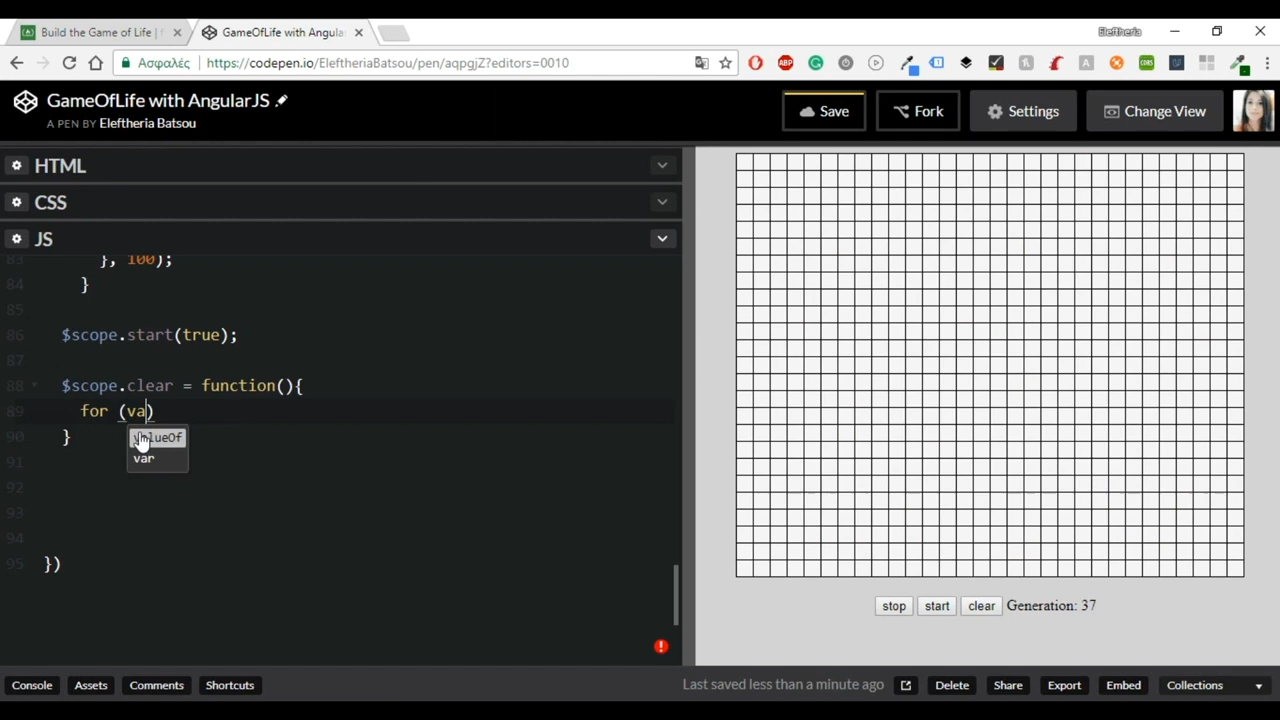 Build the Game of Life | f
GameOfLife with Angula
Eleftheria
Ασφαλές
https://codepen.io/EleftheriaBatsou/pen/aqpgjZ?editors=0010
GameOfLife with AngularJS
A PEN BY Eleftheria Batsou
Save
Fork
Settings
Change View
HTML
CSS
JS
83 }, 100);
84 }
85
86 $scope.start(true);
87
88 $scope.clear = function(){
89 for (va)
90 }
valueOf
var
91
92
93
94
95 })
stop start clear Generation: 37
Console
Assets
Comments
Shortcuts
Last saved less than a minute ago
Delete
Share
Export
Embed
Collections